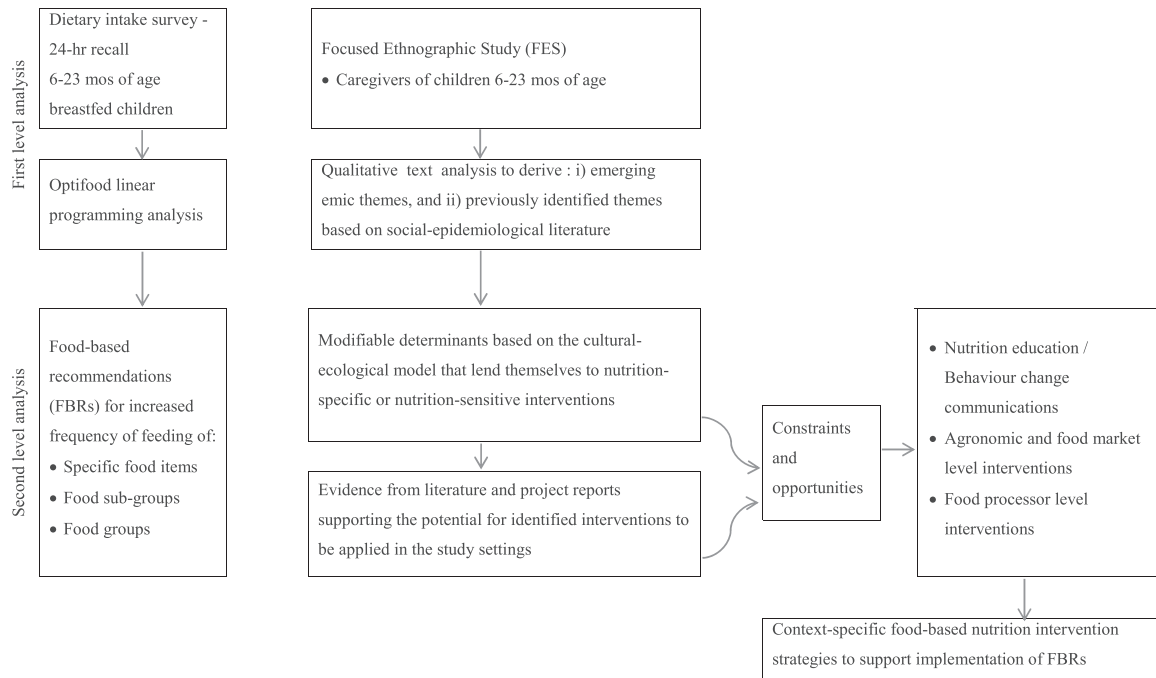 First level analysis
Dietary intake survey -
24-hr recall
6-23 mos of age
breastfed children
Focused Ethnographic Study (FES)
• Caregivers of children 6-23 mos of age
Optifood linear
programming analysis
Qualitative text analysis to derive : i) emerging
emic themes, and ii) previously identified themes
based on social-epidemiological literature
Second level analysis
Food-based
recommendations
(FBRs) for increased
frequency of feeding of:
• Specific food items
• Food sub-groups
• Food groups
Modifiable determinants based on the cultural-
ecological model that lend themselves to nutrition-
specific or nutrition-sensitive interventions
Evidence from literature and project reports
supporting the potential for identified interventions to
be applied in the study settings
Constraints
and
opportunities
• Nutrition education /
Behaviour change
communications
• Agronomic and food market
level interventions
• Food processor level
interventions
Context-specific food-based nutrition intervention
strategies to support implementation of FBRs